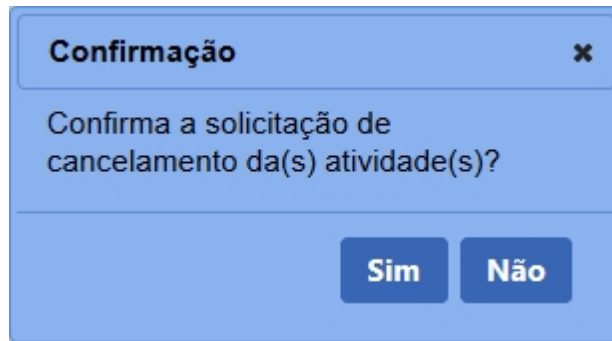 Confirmação
Confirma a solicitação de
cancelamento da(s) atividade(s)?
Sim Não